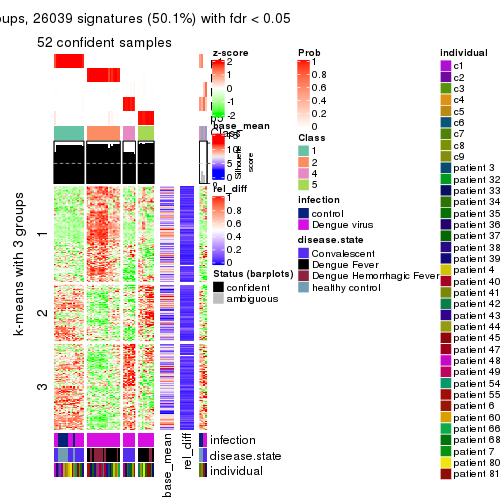 oups, 26039 signatures (50.1%) with fdr < 0.05
52 confident samples
k-means with 3 groups
1
2
3
z-score
2
1
0
-1
-2
base_mean
15
10
5
0
rel_diff
1
0.5
0
Status (barplots)
confident
ambiguous
Silhouette
score
Class
infection
disease.state
individual
base_mean
rel_diff
Prob
1
0.8
0.6
0.4
0.2
0
Class
1
2
4
5
infection
control
Dengue virus
disease.state
Convalescent
Dengue Fever
Dengue Hemorrhagic Fever
healthy control
individual
c1
c2
c3
c4
c5
c6
c7
c8
c9
patient 3
patient 32
patient 33
patient 34
patient 35
patient 36
patient 37
patient 38
patient 39
patient 4
patient 40
patient 41
patient 42
patient 43
patient 44
patient 45
patient 47
patient 48
patient 49
patient 54
patient 55
patient 6
patient 60
patient 66
patient 68
patient 7
patient 80
patient 81